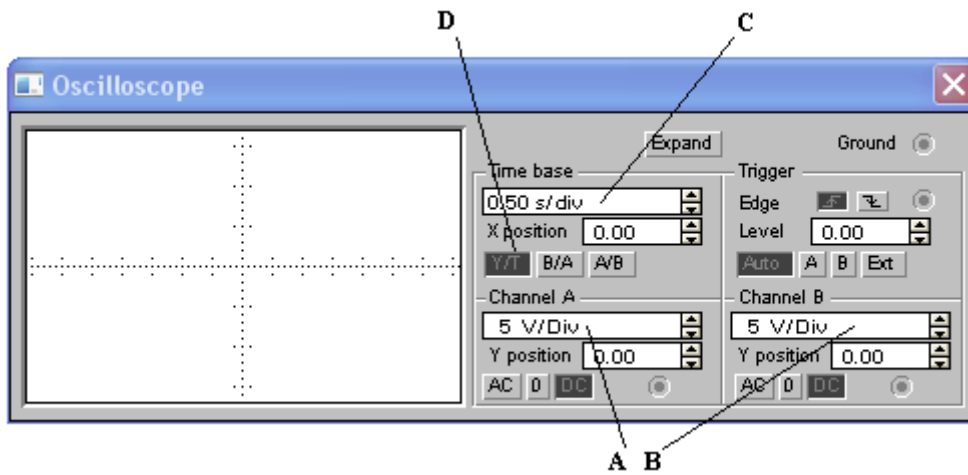 D C
Oscilloscope
Expand Ground
Time base Trigger
0.50 s/div Edge
X position 0.00 Level 0.00
Y/T B/A A/B Auto A B Ext
Channel A Channel B
5 V/Div 5 V/Div
Y position 0.00 Y position 0.00
AC 0 DC AC 0 DC
A B